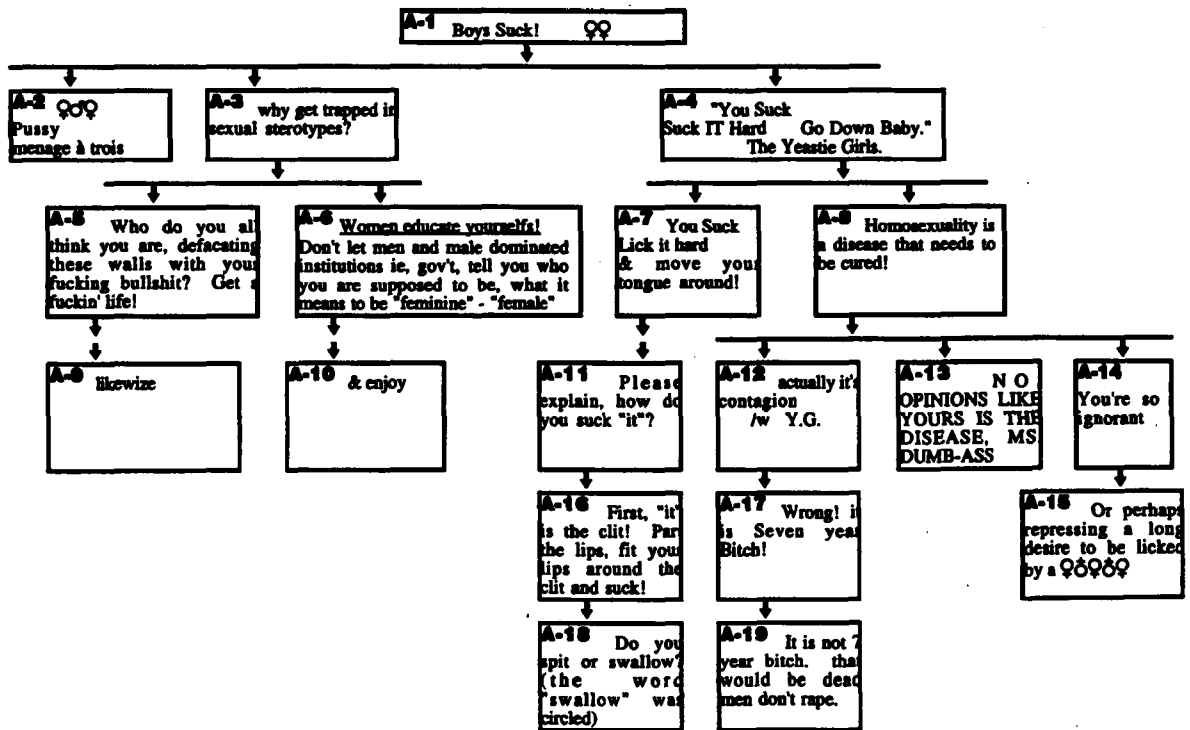 A-1
Boys Suck! ♀♀
A-2
♀♂♀
Pussy
menage à trois
A-3
why get trapped in
sexual sterotypes?
A-4
"You Suck
Suck IT Hard Go Down Baby."
The Yeastie Girls.
A-5
Who do you all
think you are, defacating
these walls with your
fucking bullshit? Get a
fuckin' life!
A-6
Women educate yourselfs!
Don't let men and male dominated
institutions ie, gov't, tell you who
you are supposed to be, what it
means to be "feminine" - "female"
A-7
You Suck
Lick it hard
& move your
tongue around!
A-8
Homosexuality is
a disease that needs to
be cured!
A-9
likewize
A-10
& enjoy
A-11
Please
explain, how do
you suck "it"?
A-12
actually it's
contagion
/w Y.G.
A-13
NO
OPINIONS LIKE
YOURS IS THE
DISEASE, MS.
DUMB-ASS
A-14
You're so
ignorant
A-16
First, "it"
is the clit! Part
the lips, fit your
lips around the
clit and suck!
A-17
Wrong! it
is Seven year
Bitch!
A-15
Or perhaps
repressing a long
desire to be licked
by a ♀♂♀♂♀
A-18
Do you
spit or swallow?
(the word
"swallow" was
circled)
A-19
It is not 7
year bitch. that
would be dead
men don't rape.